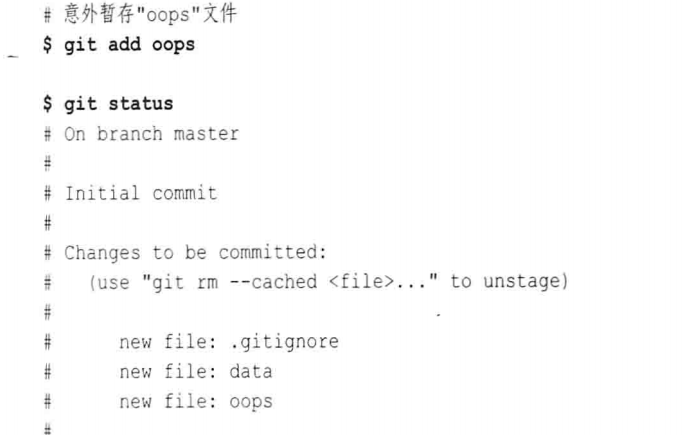 # 意外暂存"oops"文件
$ git add oops
$ git status
# On branch master
#
# Initial commit
#
# Changes to be committed:
#   (use "git rm --cached <file>..." to unstage)
#
#      new file: .gitignore
#      new file: data
#      new file: oops
#